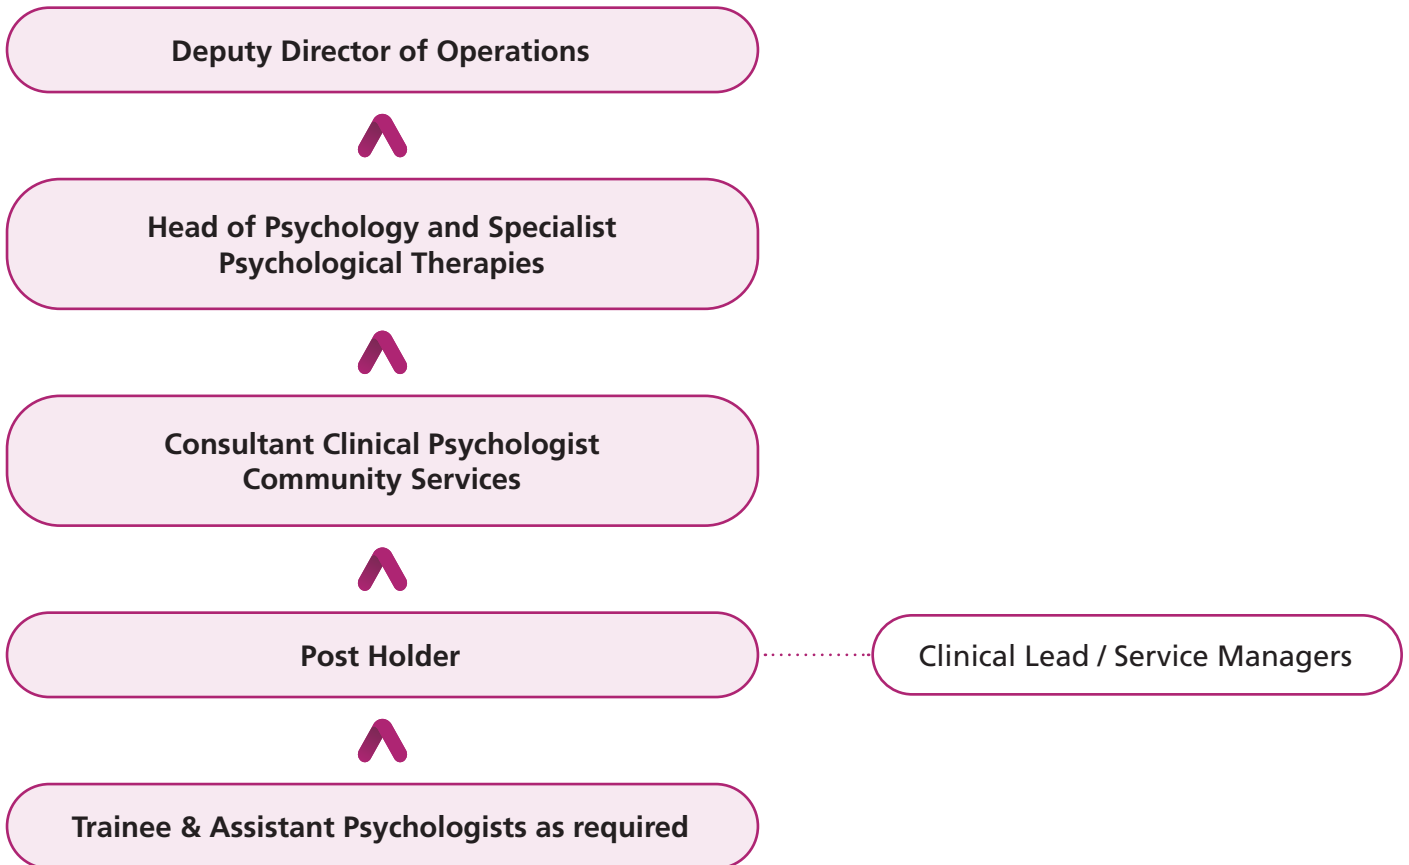 Deputy Director of Operations
Head of Psychology and Specialist
Psychological Therapies
Consultant Clinical Psychologist
Community Services
Post Holder
Clinical Lead / Service Managers
Trainee & Assistant Psychologists as required